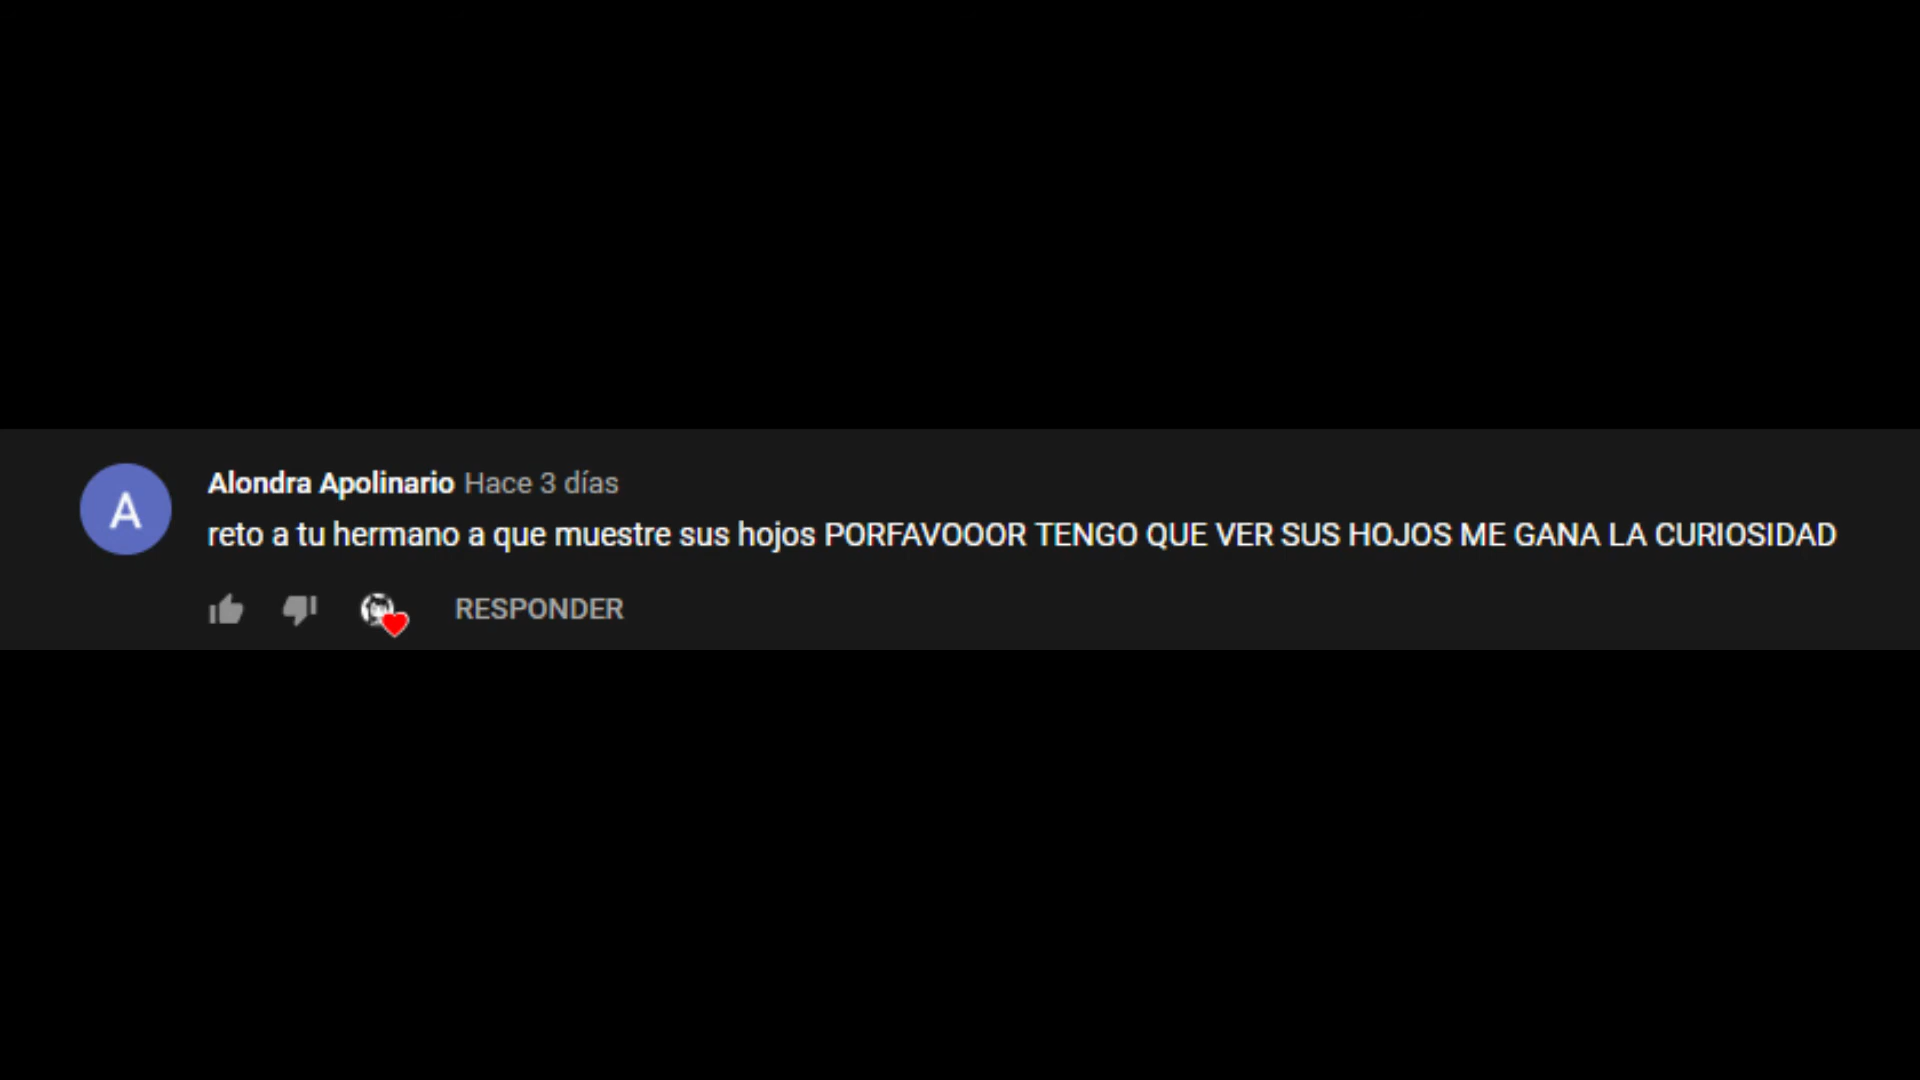 A
Alondra Apolinario Hace 3 días
reto a tu hermano a que muestre sus hojos PORFAVOOOR TENGO QUE VER SUS HOJOS ME GANA LA CURIOSIDAD
RESPONDER